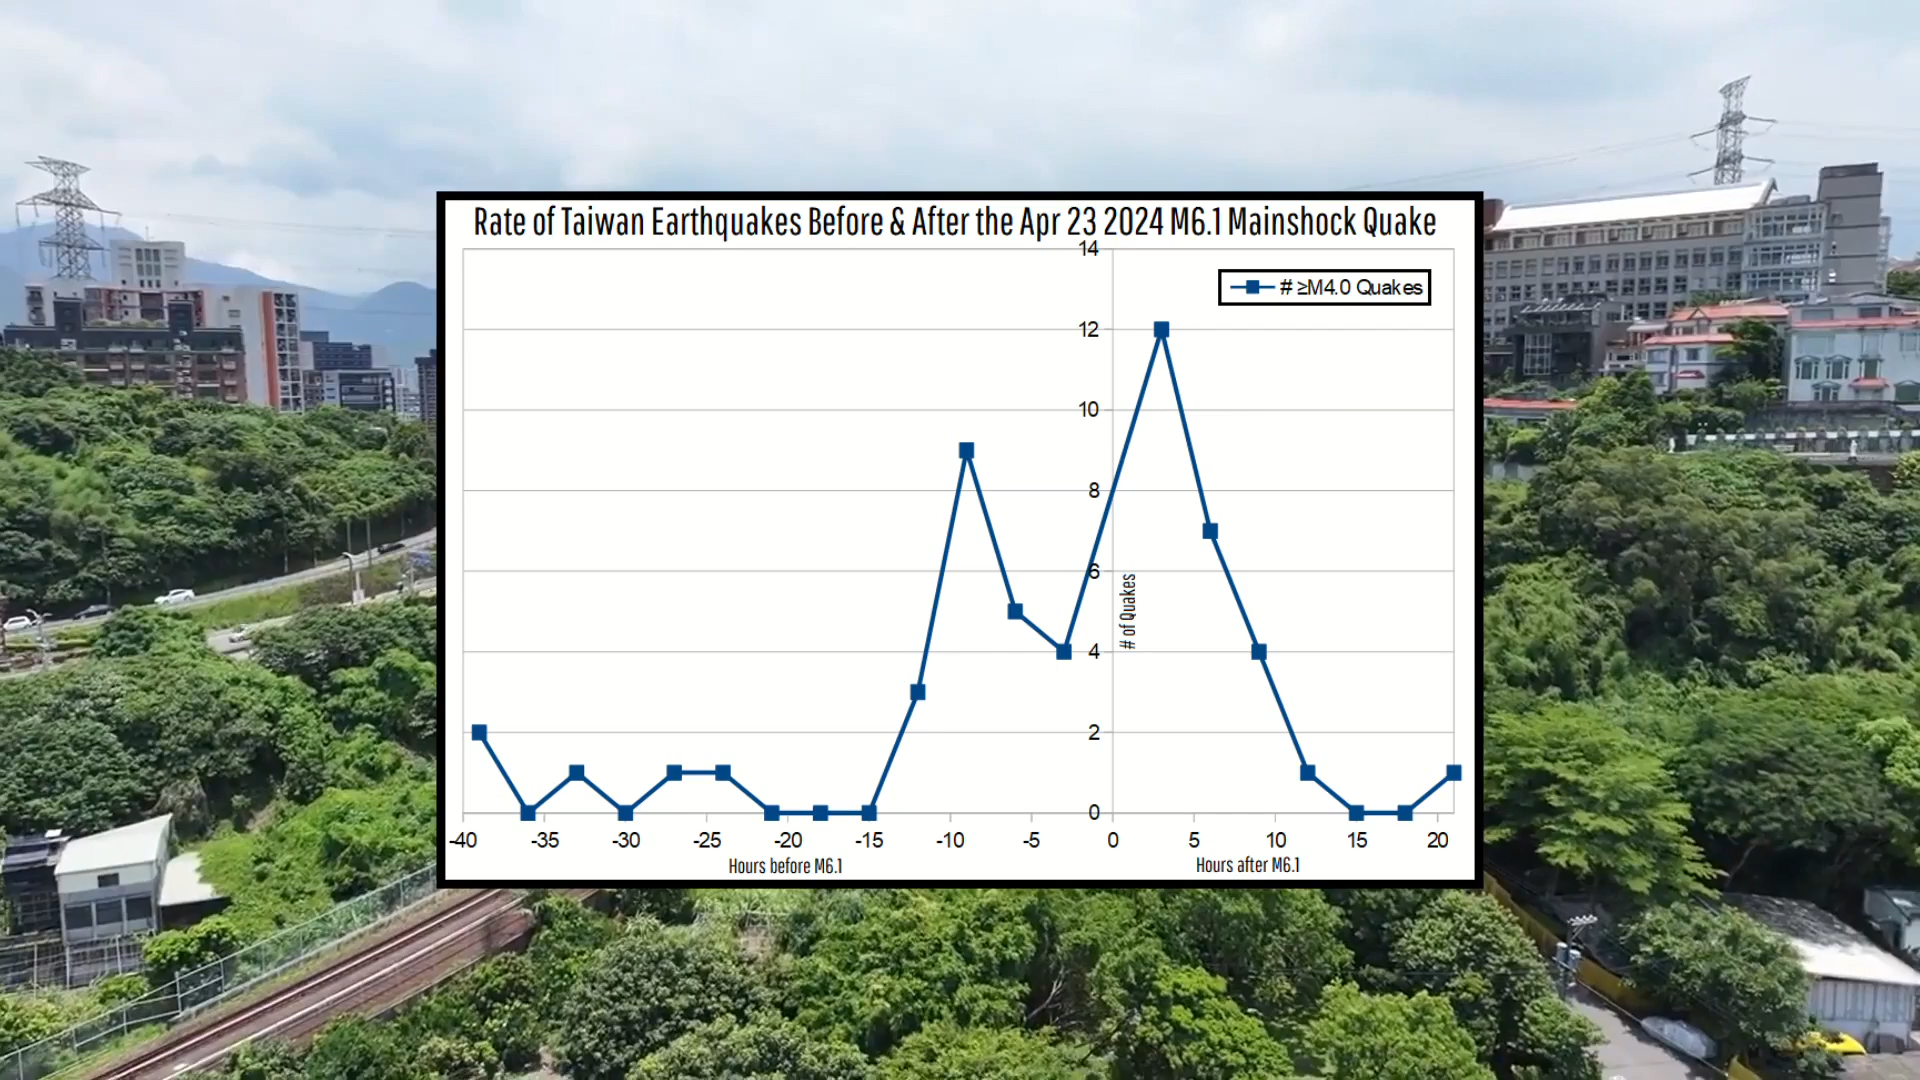 Rate of Taiwan Earthquakes Before & After the Apr 23 2024 M6.1 Mainshock Quake
14
# ≥M4.0 Quakes
12
10
8
6
# of Quakes
4
2
0
-40 -35 -30 -25 -20 -15 -10 -5 0 5 10 15 20
Hours before M6.1 Hours after M6.1